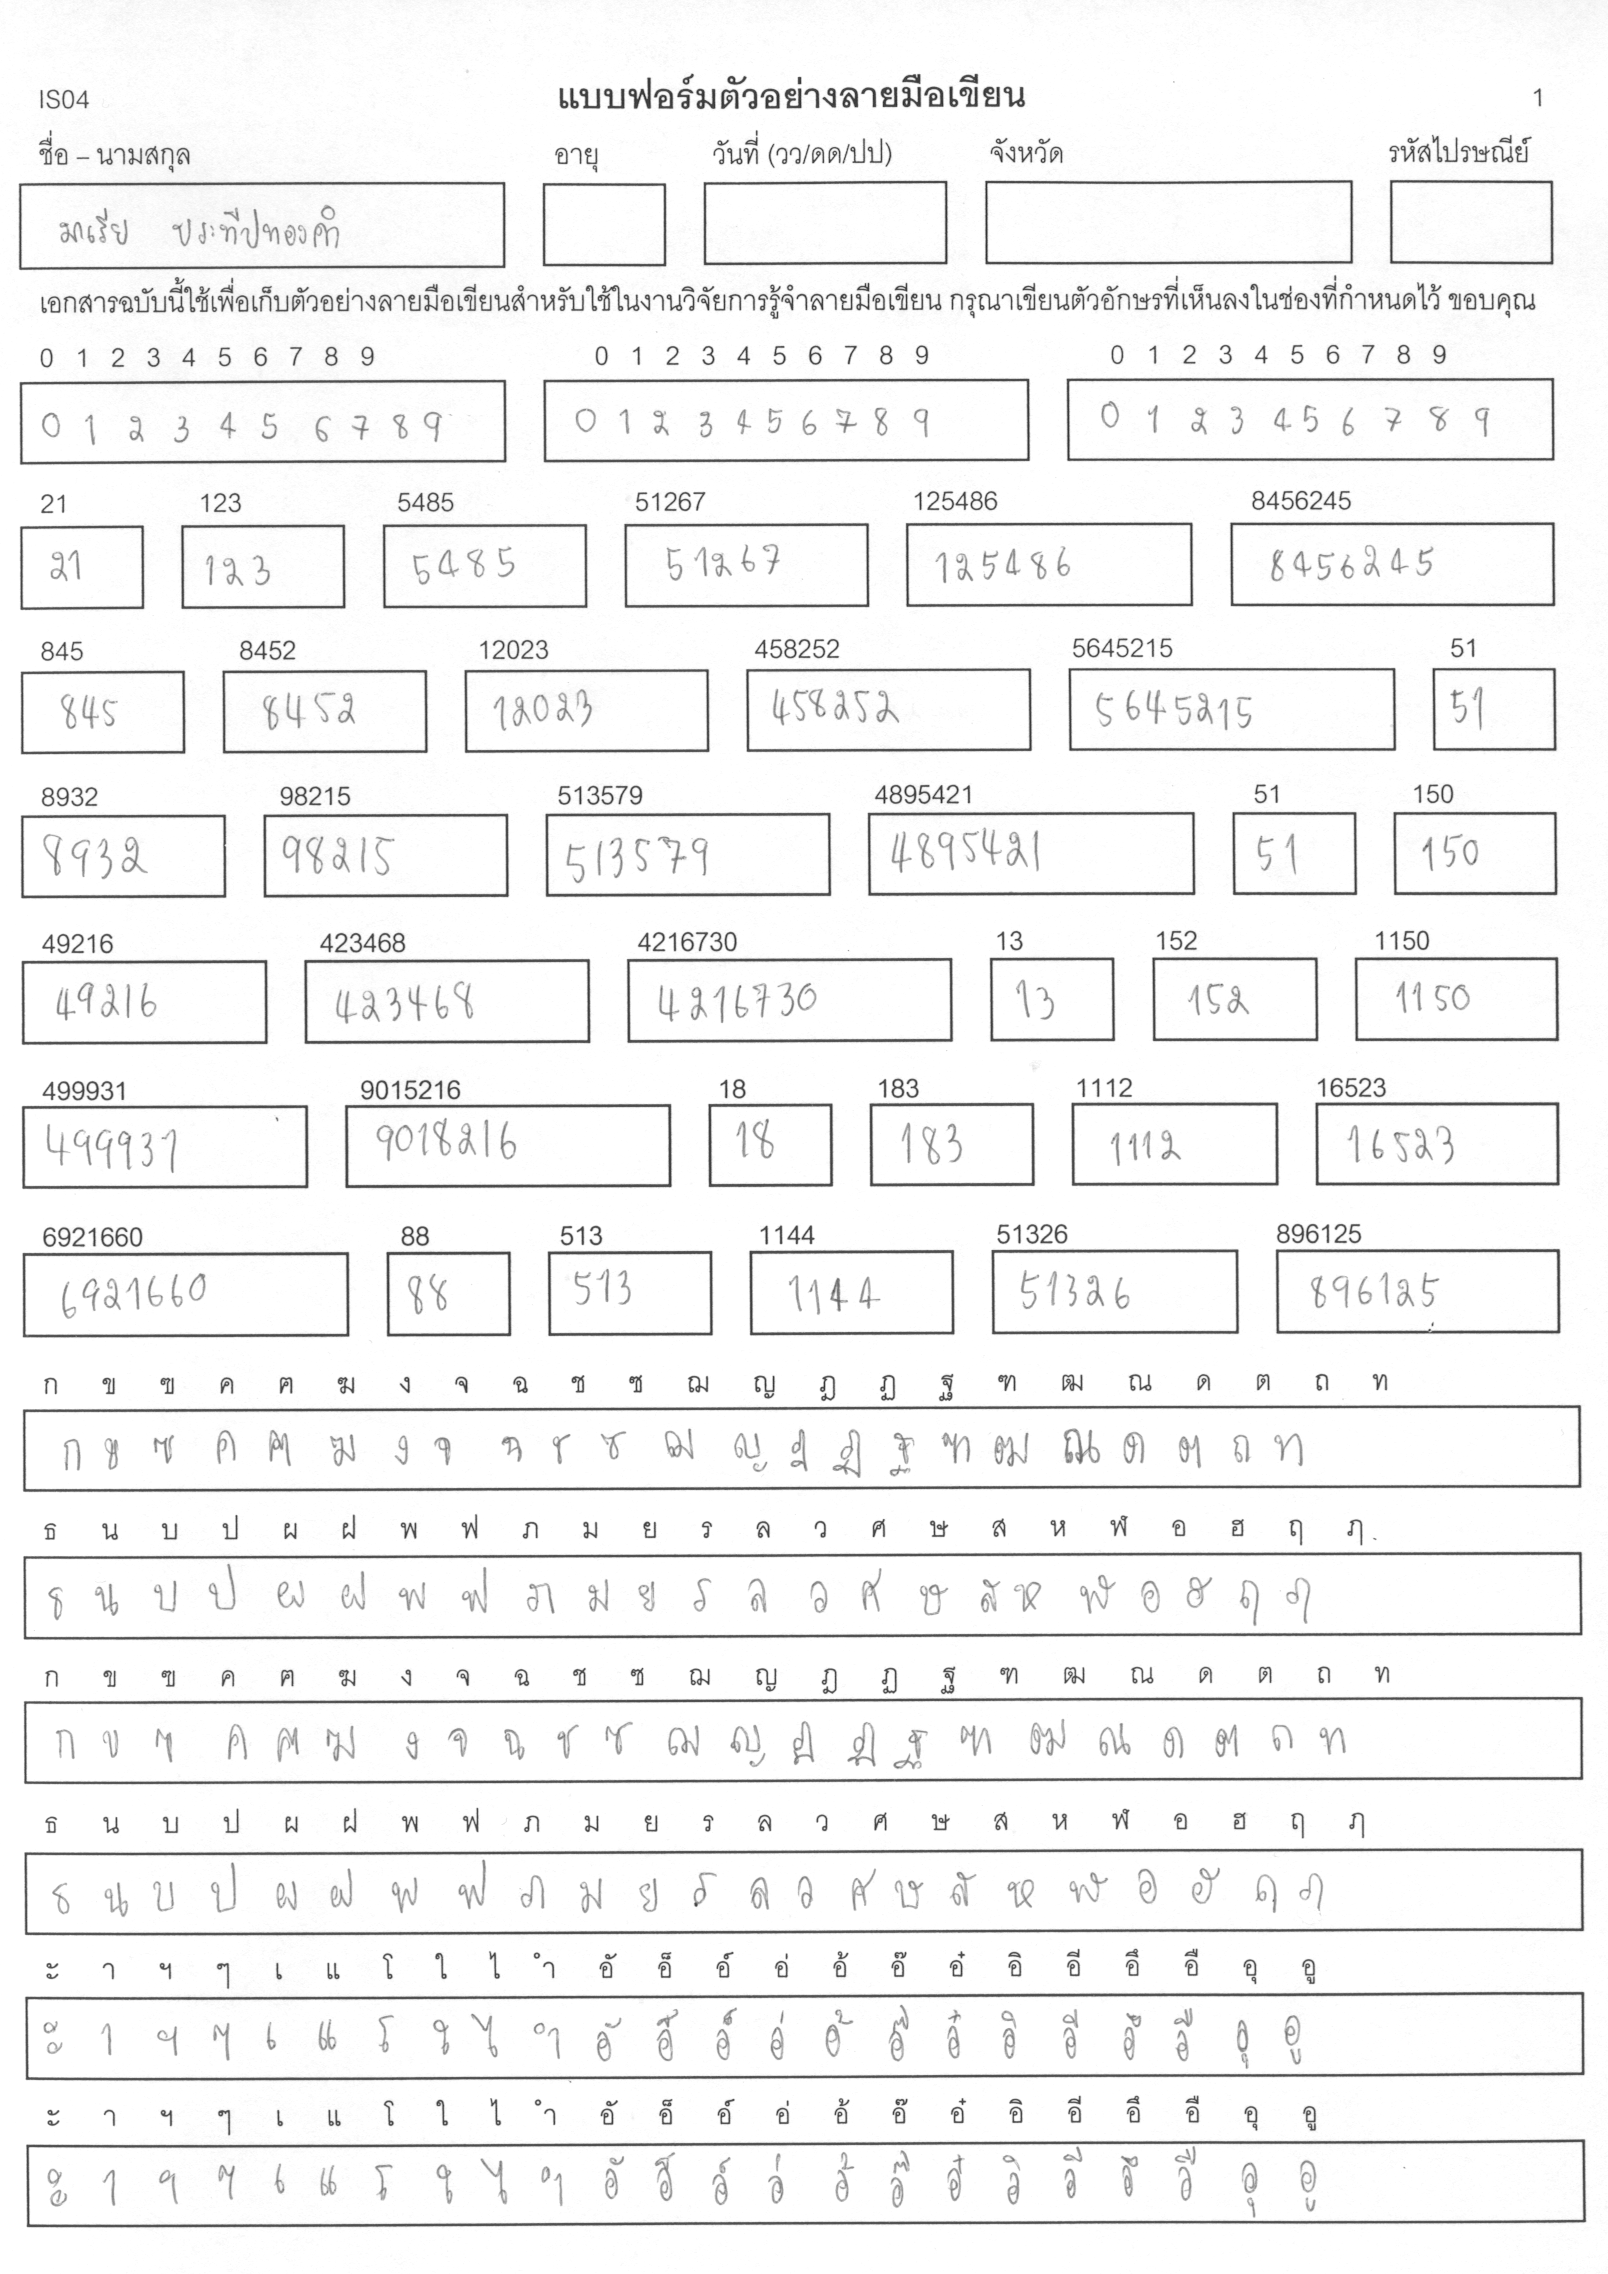 IS04 แบบฟอร์มตัวอย่างลายมือเขียน 1
ชื่อ – นามสกุล อายุ วันที่ (วว/ดด/ปป) จังหวัด รหัสไปรษณีย์
มาเรีย ประทีปทองคำ
เอกสารฉบับนี้ใช้เพื่อเก็บตัวอย่างลายมือเขียนสำหรับใช้ในงานวิจัยการรู้จำลายมือเขียน กรุณาเขียนตัวอักษรที่เห็นลงในช่องที่กำหนดไว้ ขอบคุณ
0 1 2 3 4 5 6 7 8 9 0 1 2 3 4 5 6 7 8 9 0 1 2 3 4 5 6 7 8 9
0 1 2 3 4 5 6 7 8 9 0 1 2 3 4 5 6 7 8 9 0 1 2 3 4 5 6 7 8 9
21 123 5485 51267 125486 8456245
21 123 5485 51267 125486 8456245
845 8452 12023 458252 5645215 51
845 8452 12023 458252 5645215 51
8932 98215 513579 4895421 51 150
8932 98215 513579 4895421 51 150
49216 423468 4216730 13 152 1150
49216 423468 4216730 13 152 1150
499931 9015216 18 183 1112 16523
499931 9018216 18 183 1112 16523
6921660 88 513 1144 51326 896125
6921660 88 513 1144 51326 896125
ก ข ฃ ค ฅ ฆ ง จ ฉ ช ซ ฌ ญ ฎ ฏ ฐ ฑ ฒ ณ ด ต ถ ท
ก ข ฃ ค ฅ ฆ ง จ ฉ ช ซ ฌ ญ ฎ ฏ ฐ ฑ ฒ ณ ด ต ถ ท
ธ น บ ป ผ ฝ พ ฟ ภ ม ย ร ล ว ศ ษ ส ห ฬ อ ฮ ฤ ฦ
ธ น บ ป ผ ฝ พ ฟ ภ ม ย ร ล ว ศ ษ ส ห ฬ อ ฮ ฤ ฦ
ก ข ฃ ค ฅ ฆ ง จ ฉ ช ซ ฌ ญ ฎ ฏ ฐ ฑ ฒ ณ ด ต ถ ท
ก ข ฃ ค ฅ ฆ ง จ ฉ ช ซ ฌ ญ ฎ ฏ ฐ ฑ ฒ ณ ด ต ถ ท
ธ น บ ป ผ ฝ พ ฟ ภ ม ย ร ล ว ศ ษ ส ห ฬ อ ฮ ฤ ฦ
ธ น บ ป ผ ฝ พ ฟ ภ ม ย ร ล ว ศ ษ ส ห ฬ อ ฮ ฤ ฦ
ะ า ฯ ๆ เ แ โ ใ ไ ำ อั อ็ อ์ อ่ อ้ อ๊ อ๋ อิ อี อึ อื อุ อู
ะ า ฯ ๆ เ แ โ ใ ไ ำ อั อ็ อ์ อ่ อ้ อ๊ อ๋ อิ อี อึ อื อุ อู
ะ า ฯ ๆ เ แ โ ใ ไ ำ อั อ็ อ์ อ่ อ้ อ๊ อ๋ อิ อี อึ อื อุ อู
ะ า ฯ ๆ เ แ โ ใ ไ ำ อั อ็ อ์ อ่ อ้ อ๊ อ๋ อิ อี อึ อื อุ อู